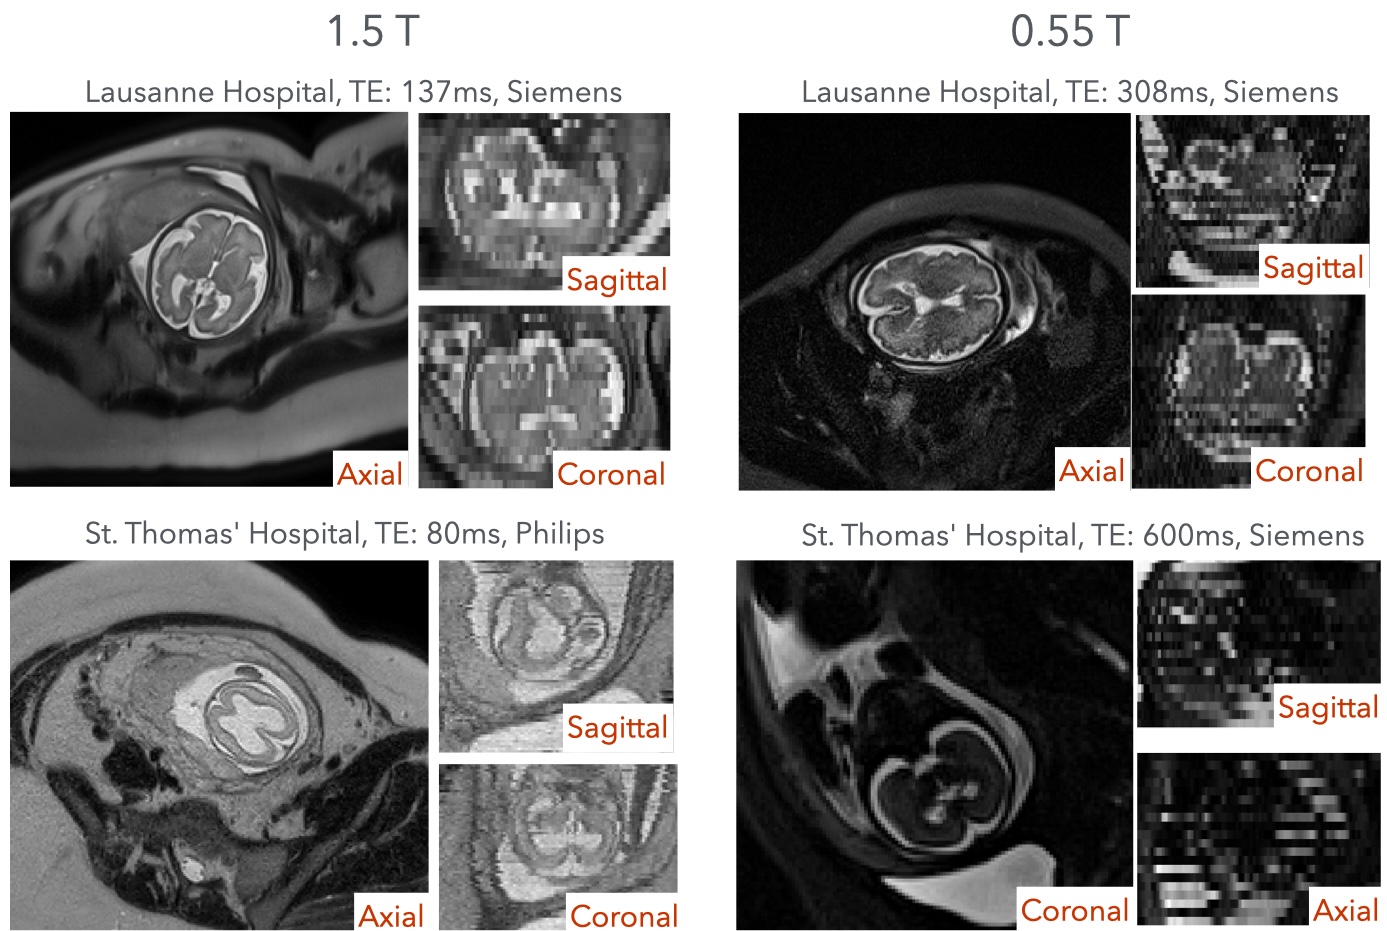 1.5 T
0.55 T
Lausanne Hospital, TE: 137ms, Siemens
Sagittal
Axial
Coronal
Lausanne Hospital, TE: 308ms, Siemens
Sagittal
Axial
Coronal
St. Thomas' Hospital, TE: 80ms, Philips
Sagittal
Axial
Coronal
St. Thomas' Hospital, TE: 600ms, Siemens
Sagittal
Coronal
Axial